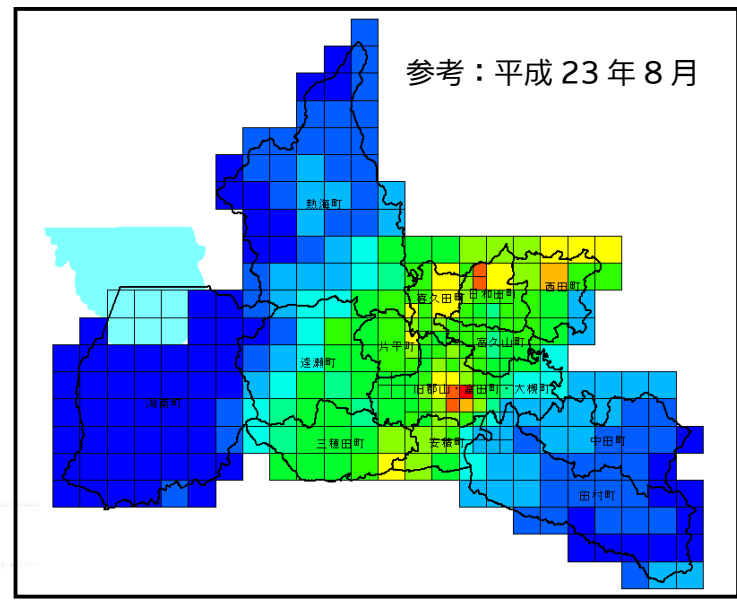 参考：平成 23 年 8 月
熱海町
西田町
喜久田町
日和田町
富久山町
片平町
逢瀬町
旧郡山・富田町・大槻町
湖南町
三穂田町
安積町
中田町
田村町